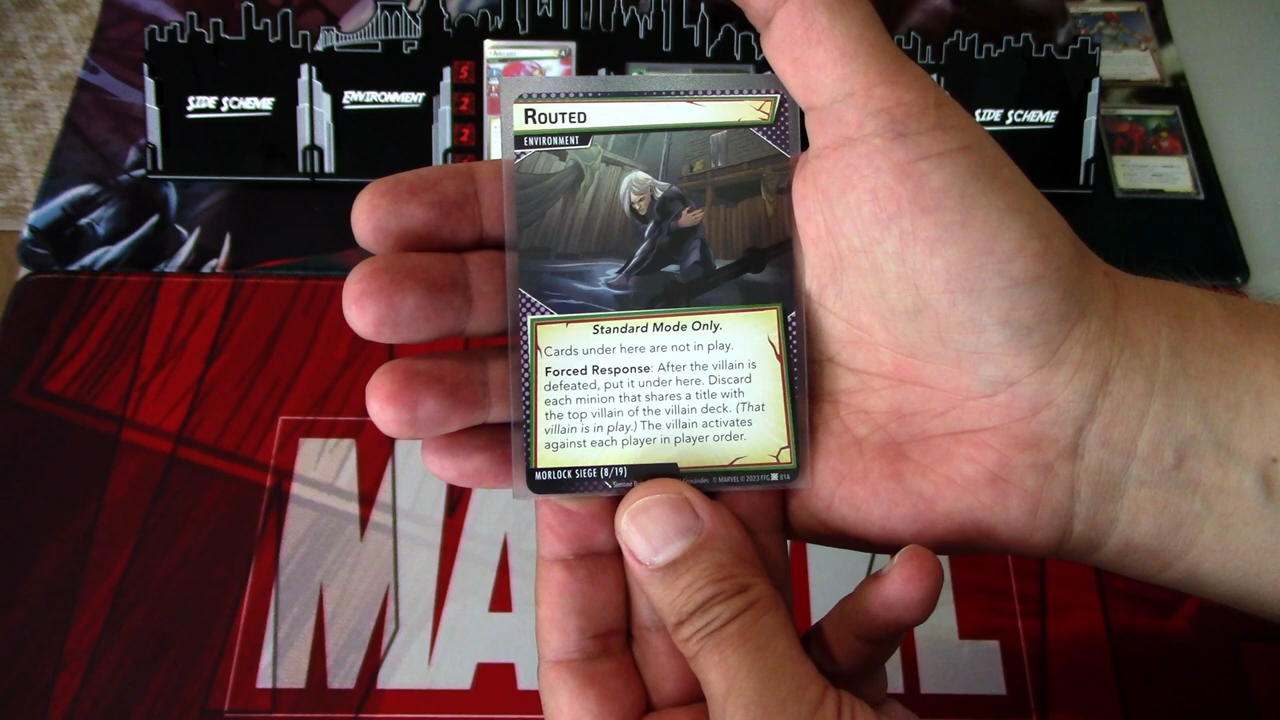 SIDE SCHEME
ENVIRONMENT
5
2
2
SIDE SCHEME
ROUTED
ENVIRONMENT
Standard Mode Only.
Cards under here are not in play.
Forced Response: After the villain is
defeated, put it under here. Discard
each minion that shares a title with
the top villain of the villain deck. (That
villain is in play.) The villain activates
against each player in player order.
MORLOCK SIEGE (8/19)
© MARVEL © 2023 FFG 81A